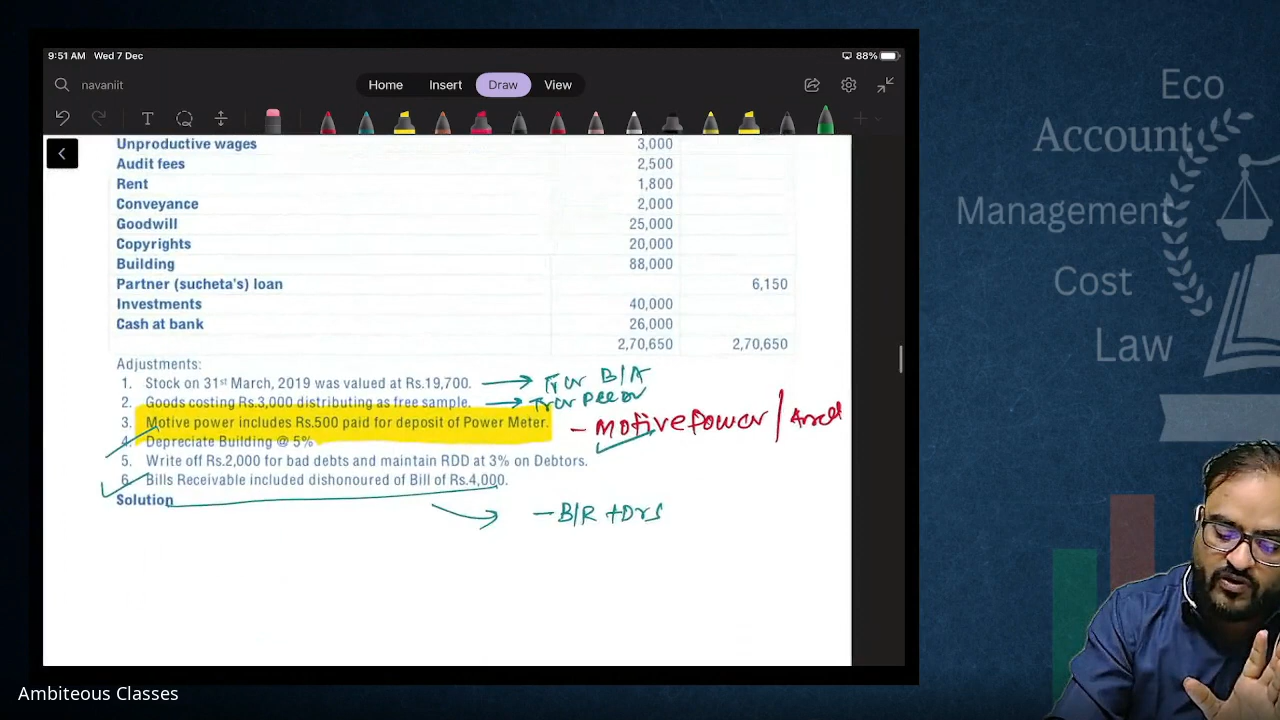 9:51 AM Wed 7 Dec
88%
navaniit
Home Insert Draw View
Unproductive wages 3,000
Audit fees 2,500
Rent 1,800
Conveyance 2,000
Goodwill 25,000
Copyrights 20,000
Building 88,000
Partner (sucheta's) loan 6,150
Investments 40,000
Cash at bank 26,000
2,70,650 2,70,650
Adjustments:
1. Stock on 31st March, 2019 was valued at Rs.19,700.
2. Goods costing Rs.3,000 distributing as free sample.
3. Motive power includes Rs.500 paid for deposit of Power Meter. - Motive Power /
4. Depreciate Building @ 5%
5. Write off Rs.2,000 for bad debts and maintain RDD at 3% on Debtors.
6. Bills Receivable included dishonoured of Bill of Rs.4,000.
Solution
- B/R + Drs
Eco
Account
Management
Cost
Law
Ambiteous Classes